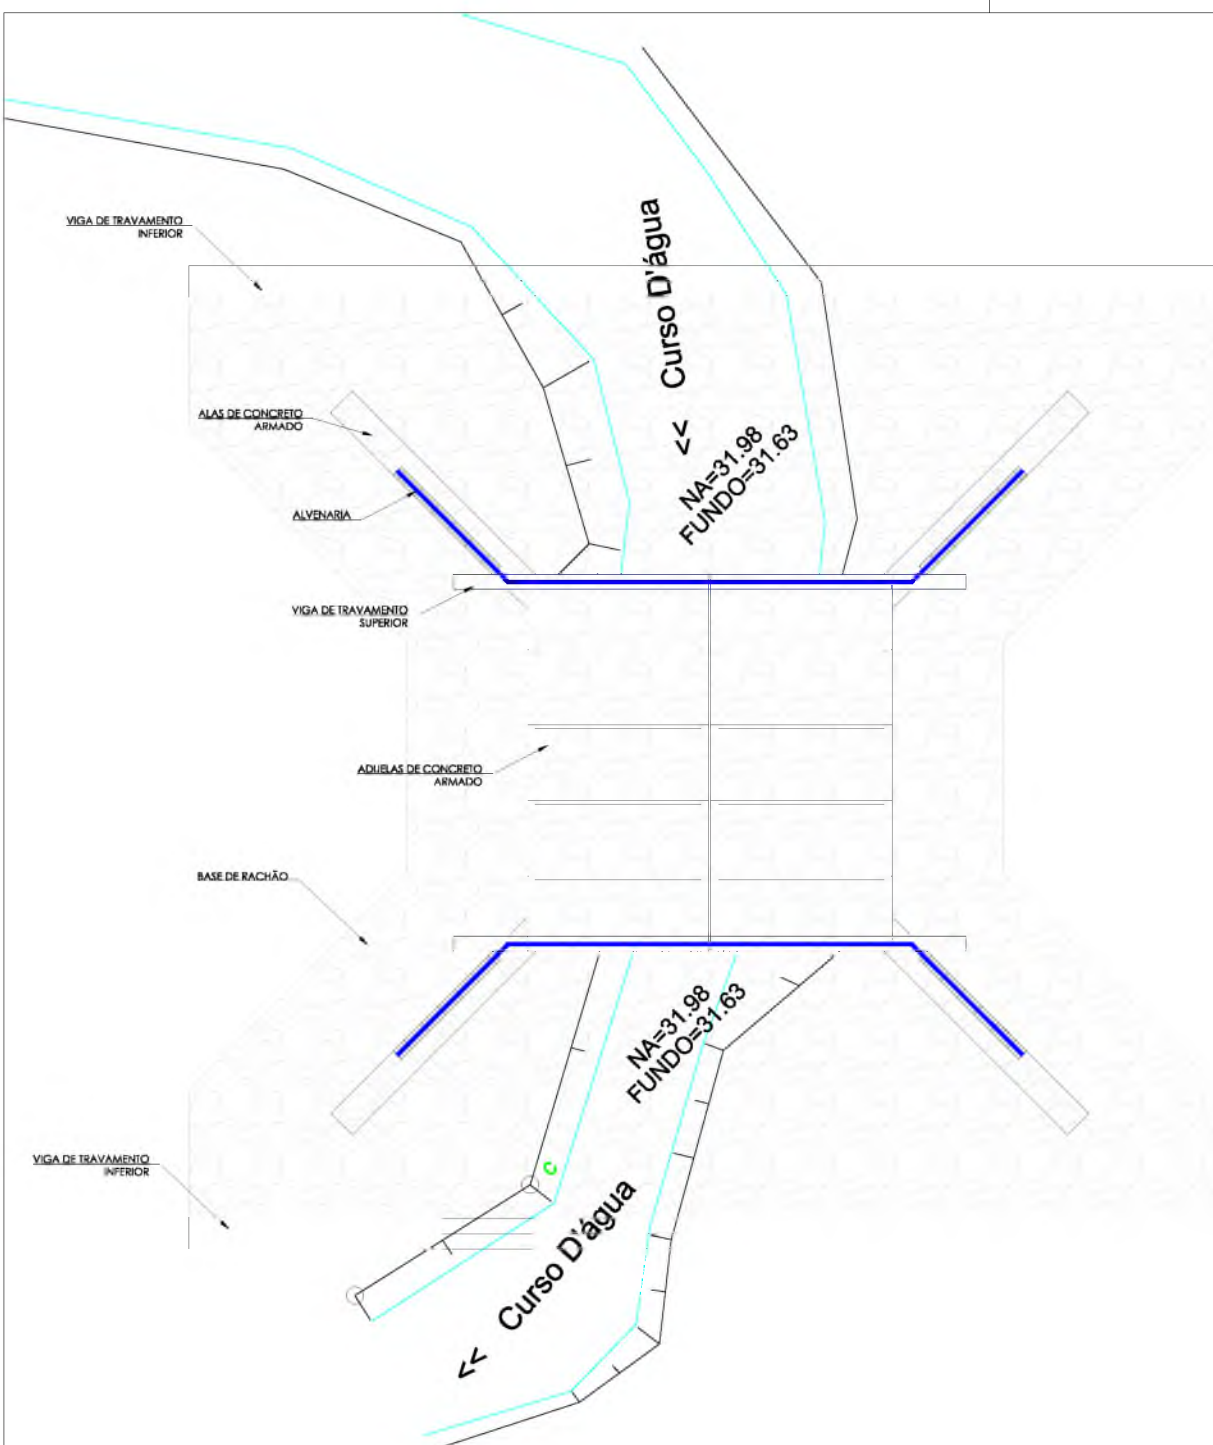 VIGA DE TRAVAMENTO
INFERIOR
Curso D'água
<<
NA=31.98
FUNDO=31.63
ALAS DE CONCRETO
ARMADO
ALVENARIA
VIGA DE TRAVAMENTO
SUPERIOR
ADUELAS DE CONCRETO
ARMADO
BASE DE RACHÃO
NA=31.98
FUNDO=31.63
VIGA DE TRAVAMENTO
INFERIOR
C
Curso D'água
<<